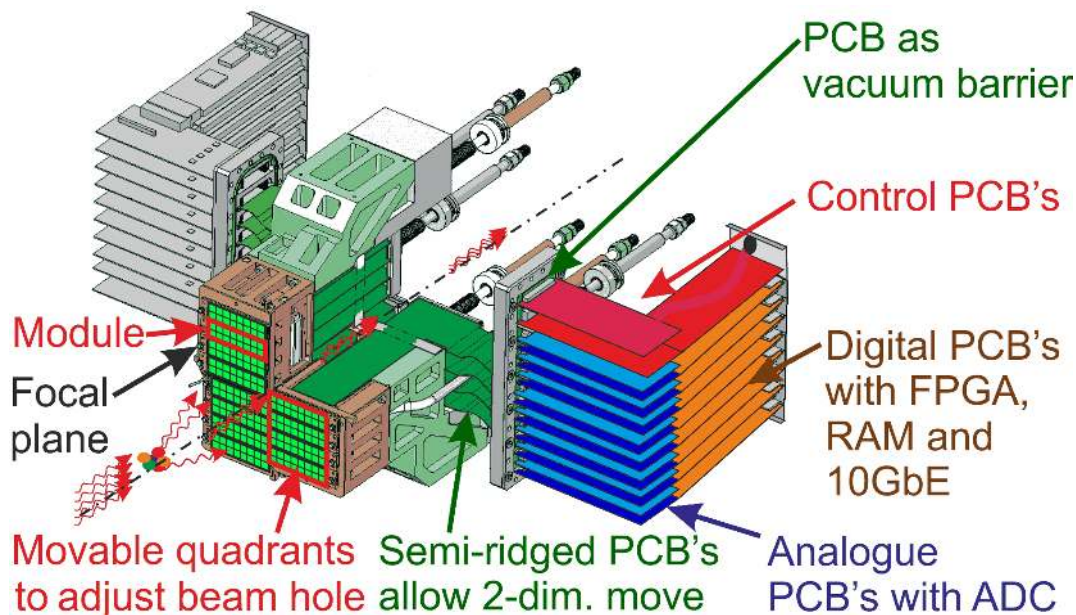 PCB as
vacuum barrier
Control PCB's
Module
Focal
plane
Digital PCB's
with FPGA,
RAM and
10GbE
Movable quadrants
to adjust beam hole
Semi-ridged PCB's
allow 2-dim. move
Analogue
PCB's with ADC